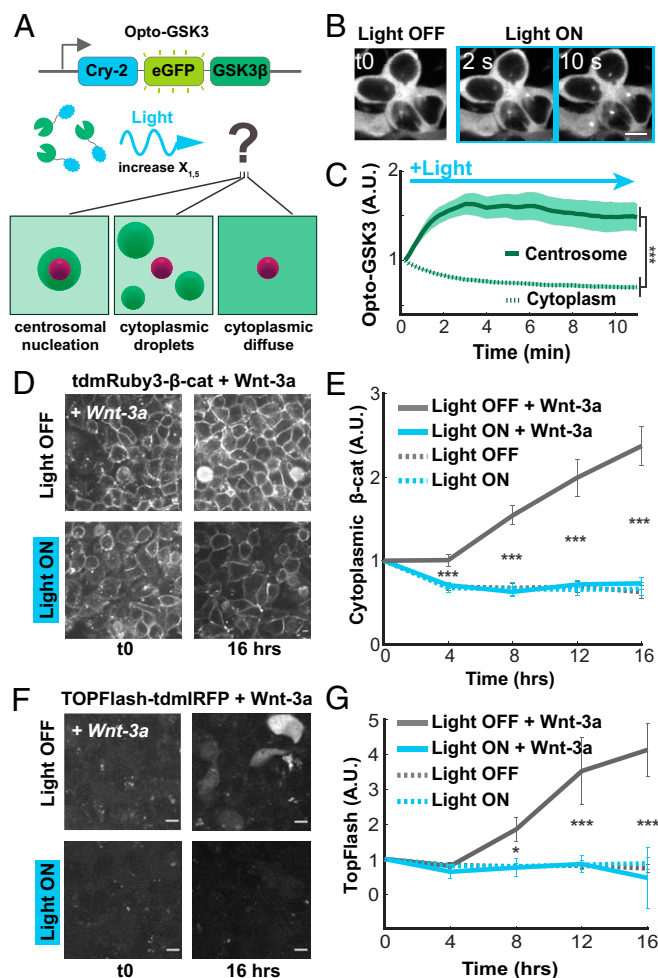 A
Opto-GSK3
Cry-2
eGFP
GSK3β
Light
increase X1,5
?
centrosomal
nucleation
cytoplasmic
droplets
cytoplasmic
diffuse
B
Light OFF
Light ON
t0
2 s
10 s
C
+Light
Opto-GSK3 (A.U.)
2
1
Centrosome
Cytoplasm
***
0 2 4 6 8 10
Time (min)
D
tdmRuby3-β-cat + Wnt-3a
Light OFF
+ Wnt-3a
Light ON
t0
16 hrs
E
Cytoplasmic β-cat (A.U.)
3
2
1
0
Light OFF + Wnt-3a
Light ON + Wnt-3a
Light OFF
Light ON
***
***
***
***
0 4 8 12 16
Time (hrs)
F
TOPFlash-tdmIRFP + Wnt-3a
Light OFF
+ Wnt-3a
Light ON
t0
16 hrs
G
TopFlash (A.U.)
5
4
3
2
1
0
Light OFF + Wnt-3a
Light ON + Wnt-3a
Light OFF
Light ON
*
***
***
0 4 8 12 16
Time (hrs)